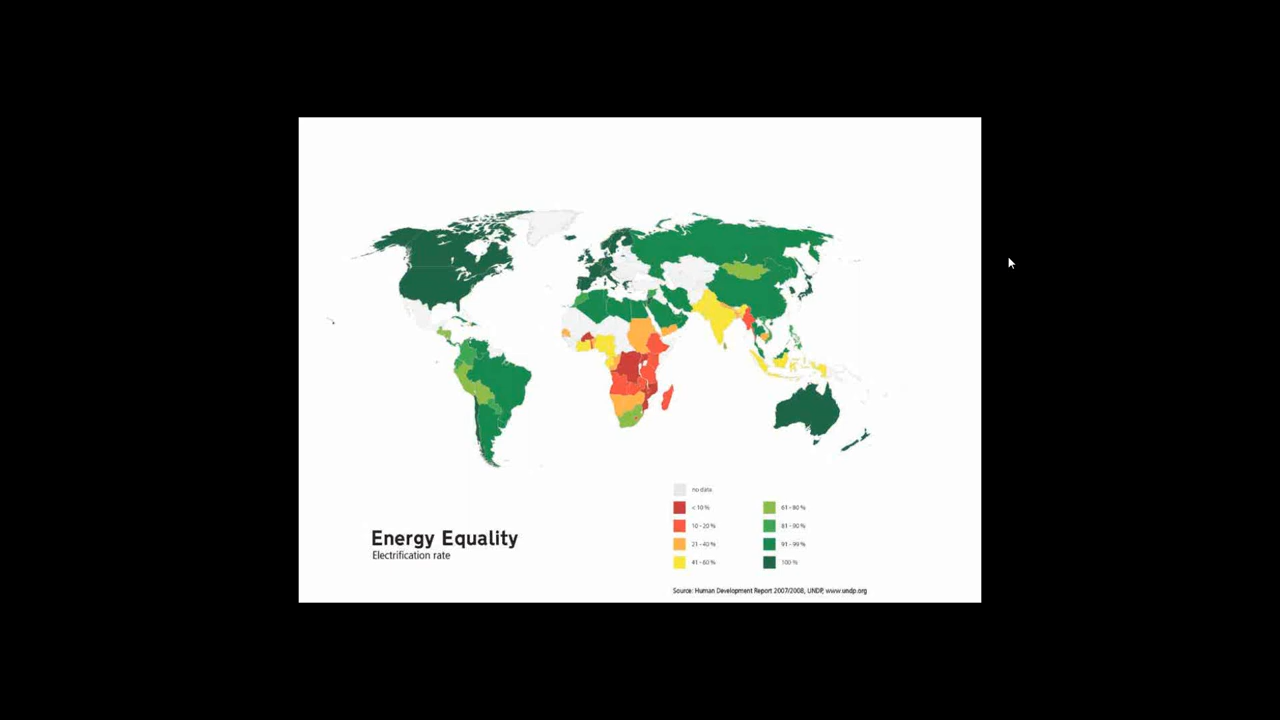 no data
< 10 %
10 - 20 %
21 - 40 %
41 - 60 %
61 - 80 %
81 - 90 %
91 - 99 %
100 %
Energy Equality
Electrification rate
Source: Human Development Report 2007/2008, UNDP, www.undp.org